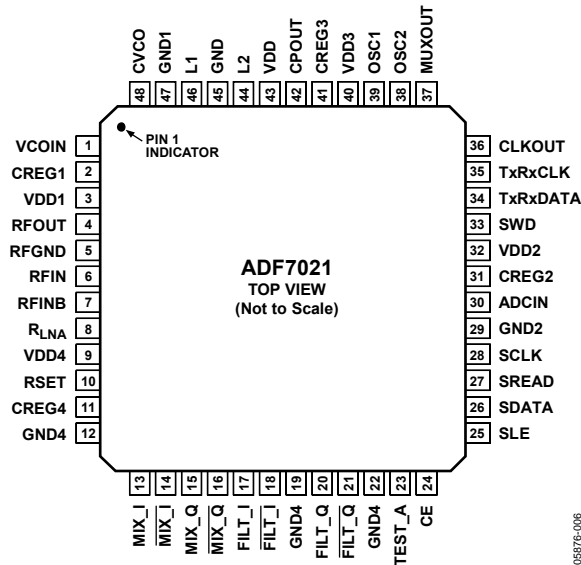 CVCO
GND1
L1
GND
L2
VDD
CPOUT
CREG3
VDD3
OSC1
OSC2
MUXOUT
48 47 46 45 44 43 42 41 40 39 38 37
PIN 1
INDICATOR
VCOIN 1
CREG1 2
VDD1 3
RFOUT 4
RFGND 5
RFIN 6
RFINB 7
RLNA 8
VDD4 9
RSET 10
CREG4 11
GND4 12
ADF7021
TOP VIEW
(Not to Scale)
36 CLKOUT
35 TxRxCLK
34 TxRxDATA
33 SWD
32 VDD2
31 CREG2
30 ADCIN
29 GND2
28 SCLK
27 SREAD
26 SDATA
25 SLE
13 14 15 16 17 18 19 20 21 22 23 24
MIX_I
MIX_I
MIX_Q
MIX_Q
FILT_I
FILT_I
GND4
FILT_Q
FILT_Q
GND4
TEST_A
CE
05876-006